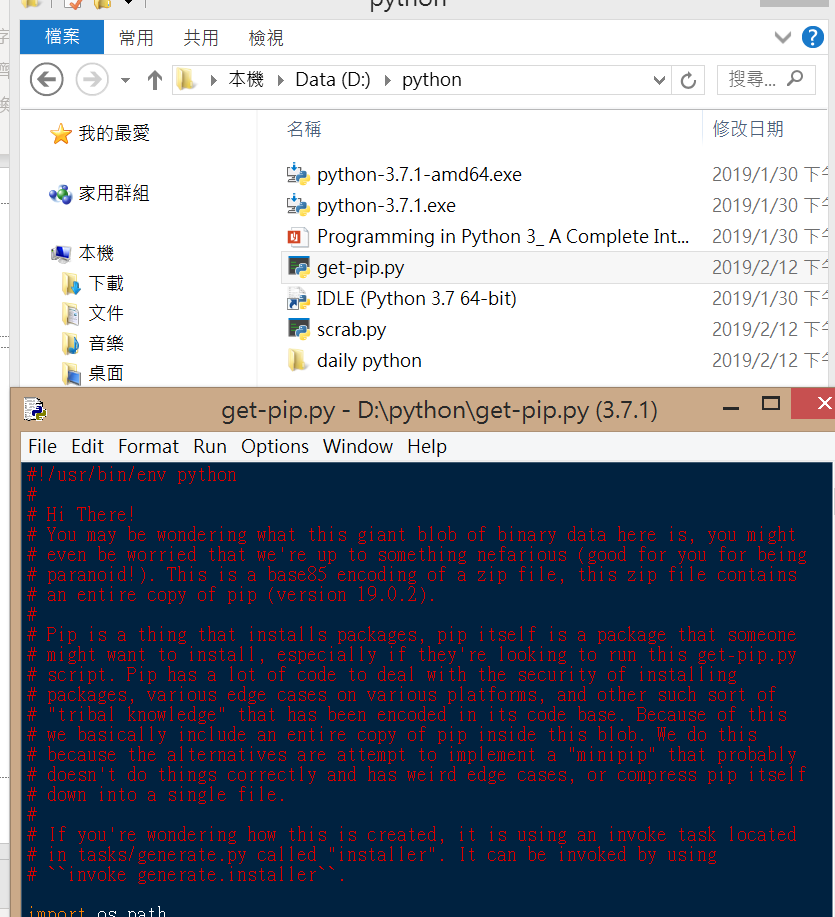 python
檔案 常用 共用 檢視
本機 Data (D:) python 搜尋...
我的最愛
家用群組
本機
下載
文件
音樂
桌面
名稱 修改日期
python-3.7.1-amd64.exe 2019/1/30 下午
python-3.7.1.exe 2019/1/30 下午
Programming in Python 3_ A Complete Int... 2019/1/30 下午
get-pip.py 2019/2/12 下午
IDLE (Python 3.7 64-bit) 2019/1/30 下午
scrab.py 2019/2/12 下午
daily python 2019/2/12 下午
get-pip.py - D:\python\get-pip.py (3.7.1)
File Edit Format Run Options Window Help
#!/usr/bin/env python
#
# Hi There!
# You may be wondering what this giant blob of binary data here is, you might
# even be worried that we're up to something nefarious (good for you for being
# paranoid!). This is a base85 encoding of a zip file, this zip file contains
# an entire copy of pip (version 19.0.2).
#
# Pip is a thing that installs packages, pip itself is a package that someone
# might want to install, especially if they're looking to run this get-pip.py
# script. Pip has a lot of code to deal with the security of installing
# packages, various edge cases on various platforms, and other such sort of
# "tribal knowledge" that has been encoded in its code base. Because of this
# we basically include an entire copy of pip inside this blob. We do this
# because the alternatives are attempt to implement a "minipip" that probably
# doesn't do things correctly and has weird edge cases, or compress pip itself
# down into a single file.
#
# If you're wondering how this is created, it is using an invoke task located
# in tasks/generate.py called "installer". It can be invoked by using
# ``invoke generate.installer``.
import os.path